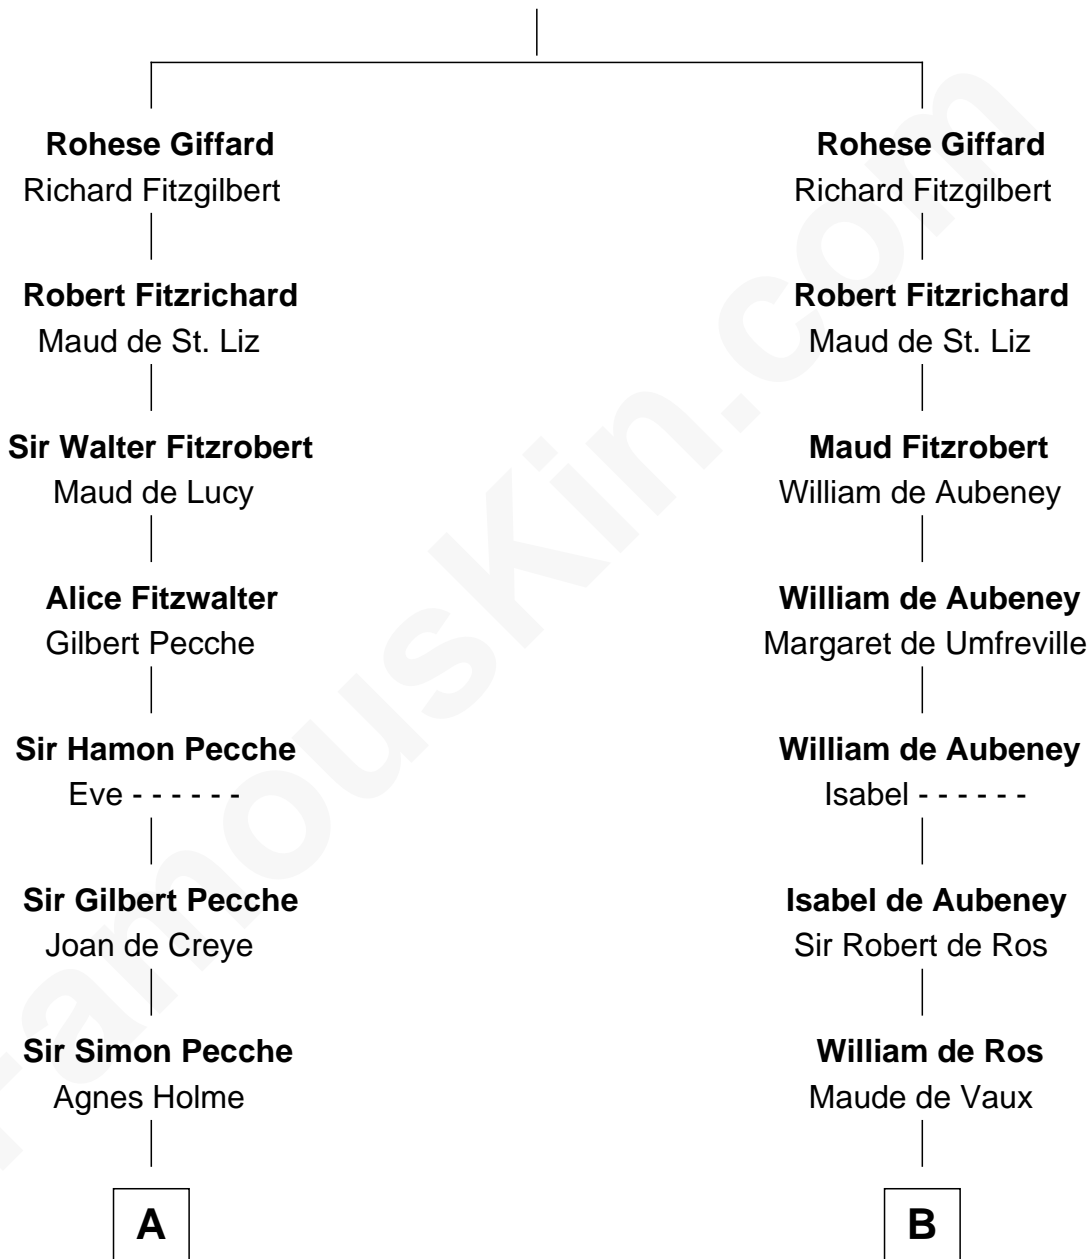 Rohese Giffard
Richard Fitzgilbert
Robert Fitzrichard
Maud de St. Liz
Sir Walter Fitzrobert
Maud de Lucy
Alice Fitzwalter
Gilbert Pecche
Sir Hamon Pecche
Eve - - - - - -
Sir Gilbert Pecche
Joan de Creye
Sir Simon Pecche
Agnes Holme
A
Rohese Giffard
Richard Fitzgilbert
Robert Fitzrichard
Maud de St. Liz
Maud Fitzrobert
William de Aubeney
William de Aubeney
Margaret de Umfreville
William de Aubeney
Isabel - - - - - -
Isabel de Aubeney
Sir Robert de Ros
William de Ros
Maude de Vaux
B
FamousKin.com